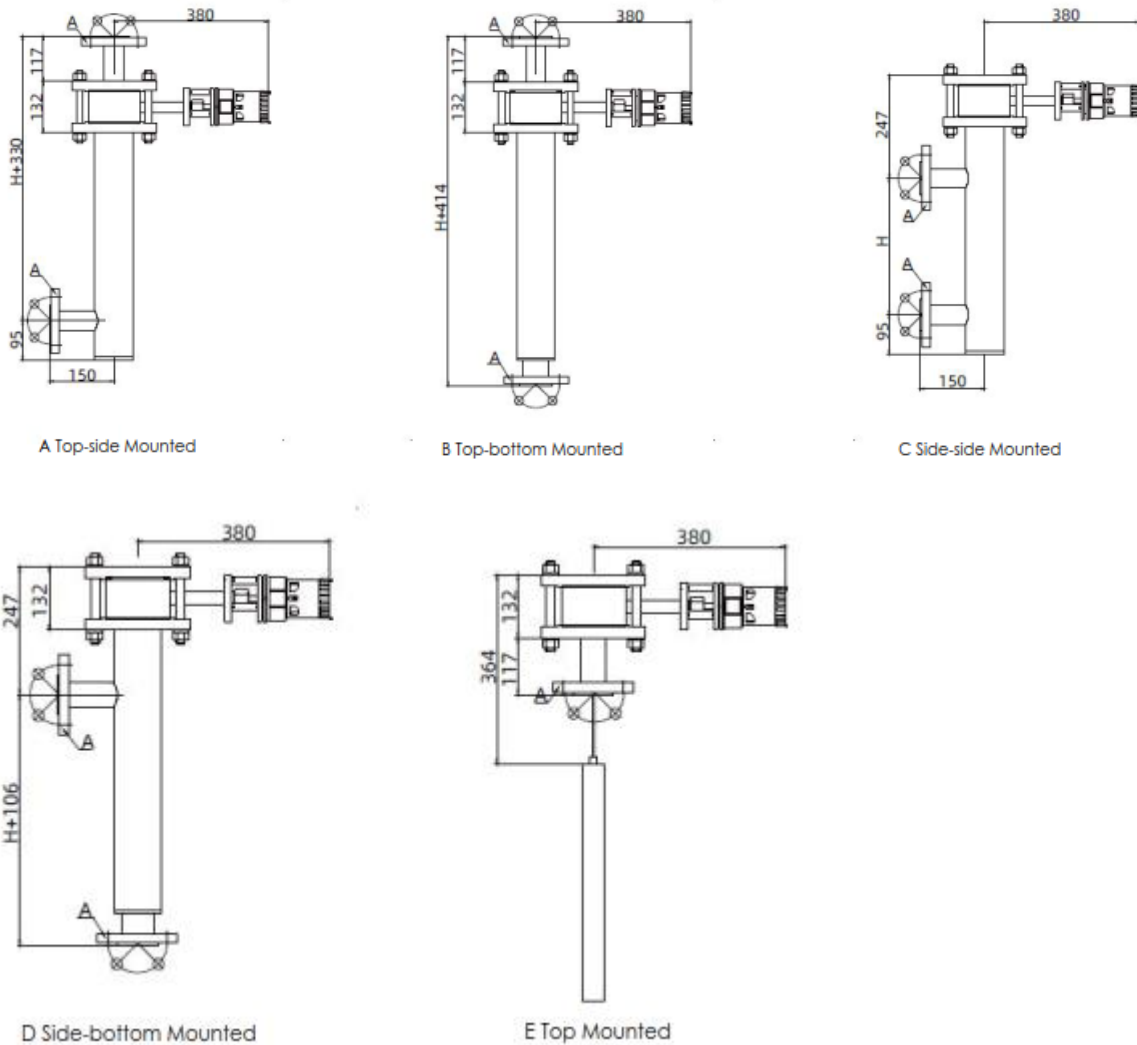 380
A
117
132
H+330
A
95
150
A Top-side Mounted
380
A
117
132
H+414
A
B Top-bottom Mounted
380
247
A
H
A
95
150
C Side-side Mounted
380
247
132
A
H+106
A
D Side-bottom Mounted
380
132
364
117
A
E Top Mounted